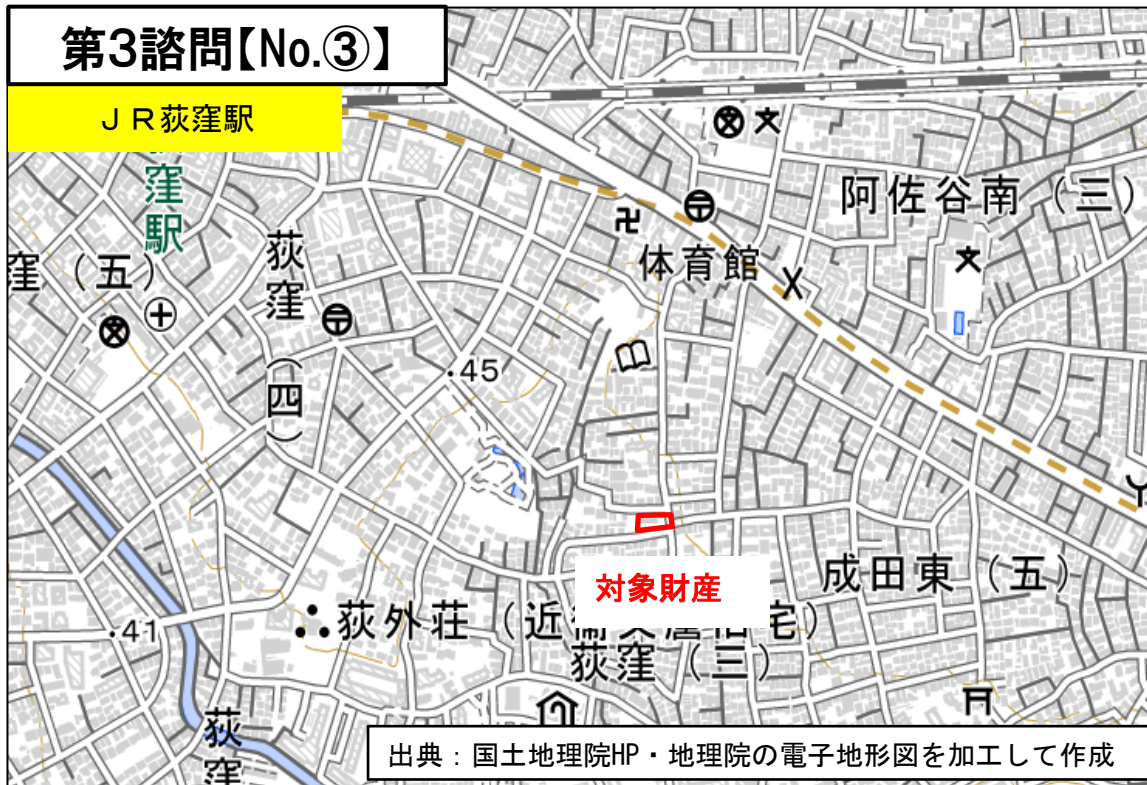 第3諮問【No.③】
JR荻窪駅
窪駅
阿佐谷南(三)
体育館
荻窪(四)
窪(五)
・45
対象財産
成田東(五)
・41
荻外荘(近衞文麿旧宅)
荻窪(三)
荻窪
出典:国土地理院HP・地理院の電子地形図を加工して作成